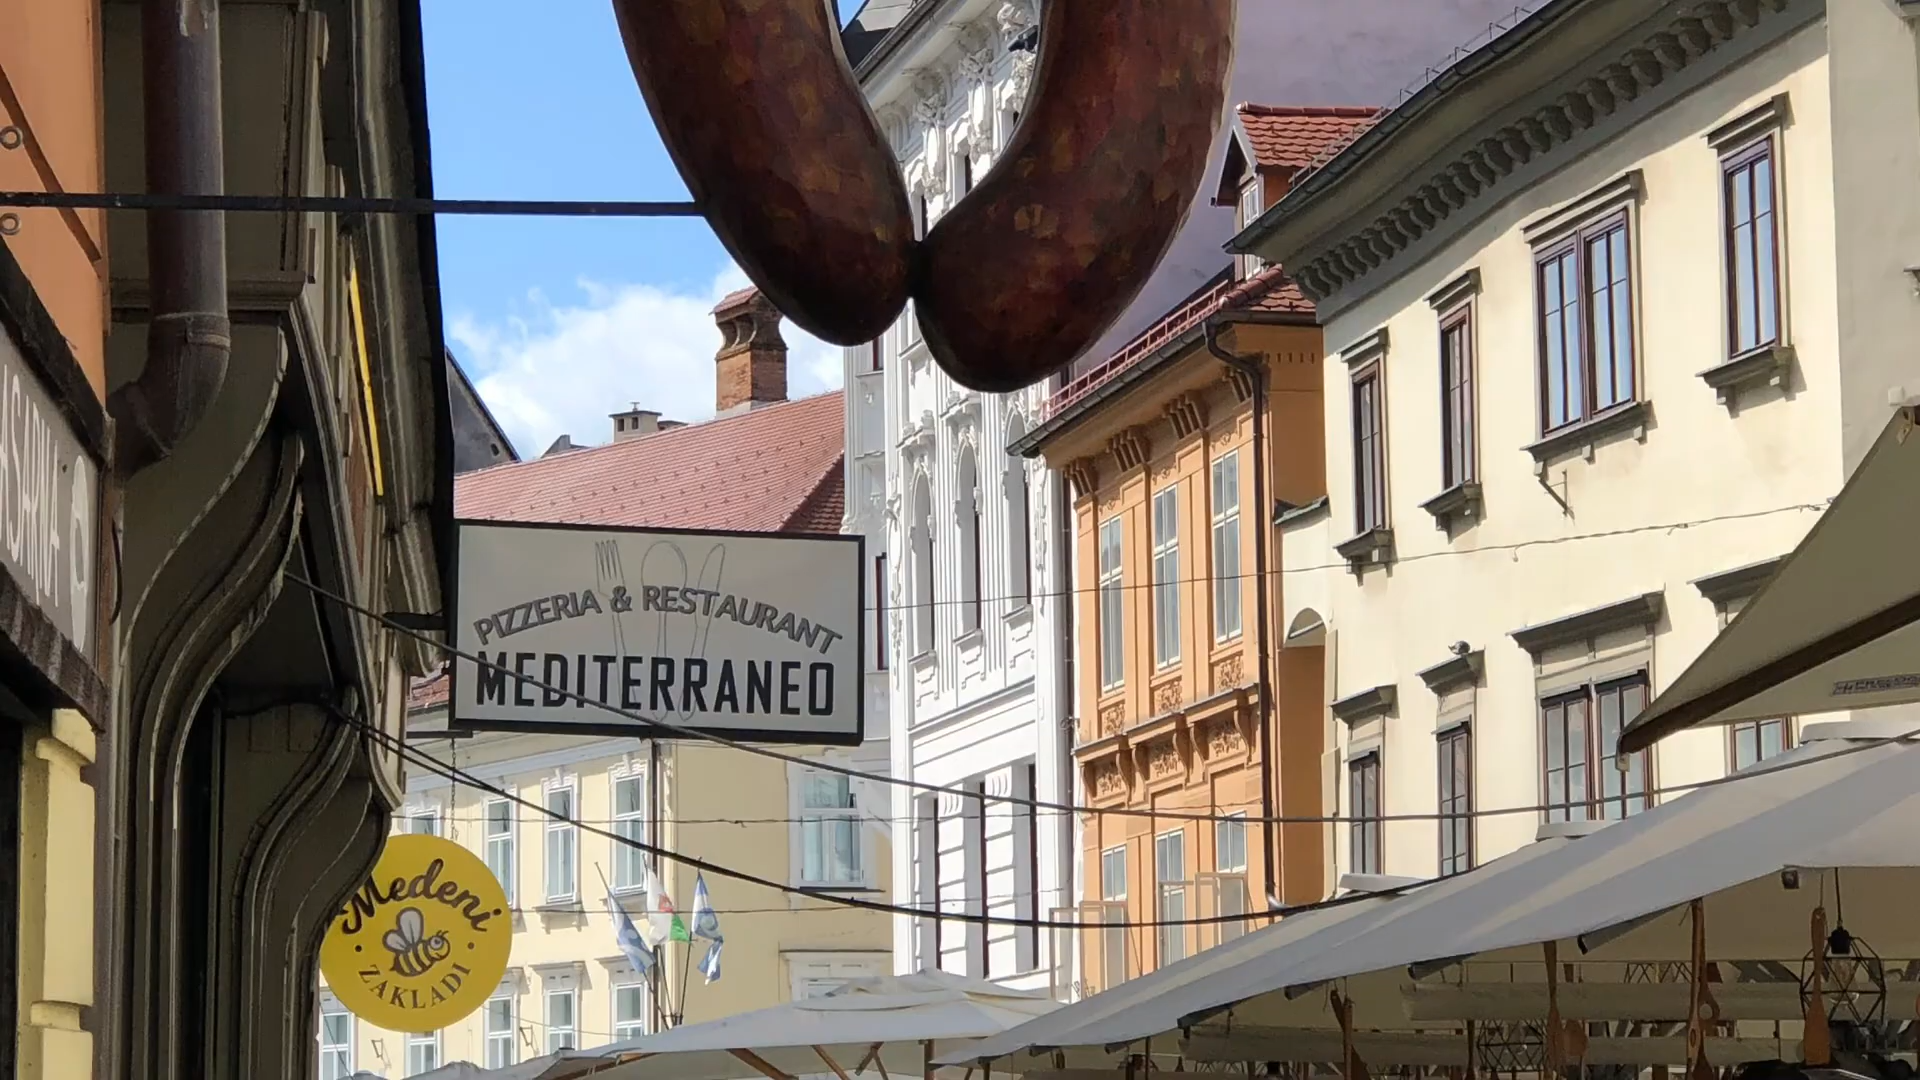 PIZZERIA & RESTAURANT
MEDITERRANEO
Medeni
· ZAKLADI ·